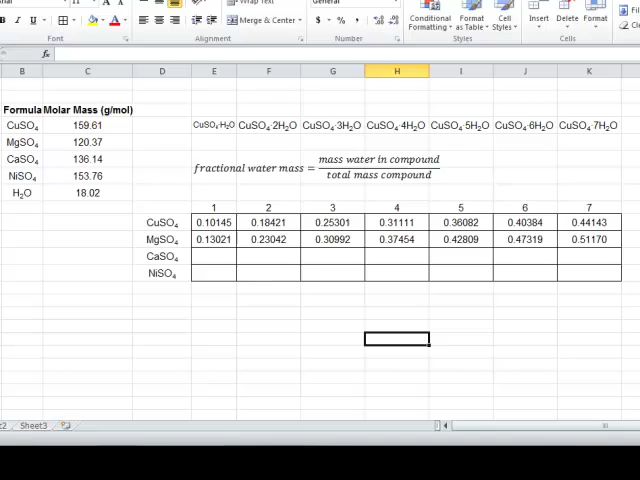 Wrap Text
General
B I U
Merge & Center
$ % ,
Conditional Formatting
Format as Table
Cell Styles
Insert Delete Format
Font Alignment Number Styles Cells
fx
B C D E F G H I J K
Formula Molar Mass (g/mol)
CuSO₄ 159.61 CuSO₄·H₂O CuSO₄·2H₂O CuSO₄·3H₂O CuSO₄·4H₂O CuSO₄·5H₂O CuSO₄·6H₂O CuSO₄·7H₂O
MgSO₄ 120.37
CaSO₄ 136.14
NiSO₄ 153.76
H₂O 18.02
fractional water mass = mass water in compound / total mass compound
1 2 3 4 5 6 7
CuSO₄ 0.10145 0.18421 0.25301 0.31111 0.36082 0.40384 0.44143
MgSO₄ 0.13021 0.23042 0.30992 0.37454 0.42809 0.47319 0.51170
CaSO₄
NiSO₄
Sheet3